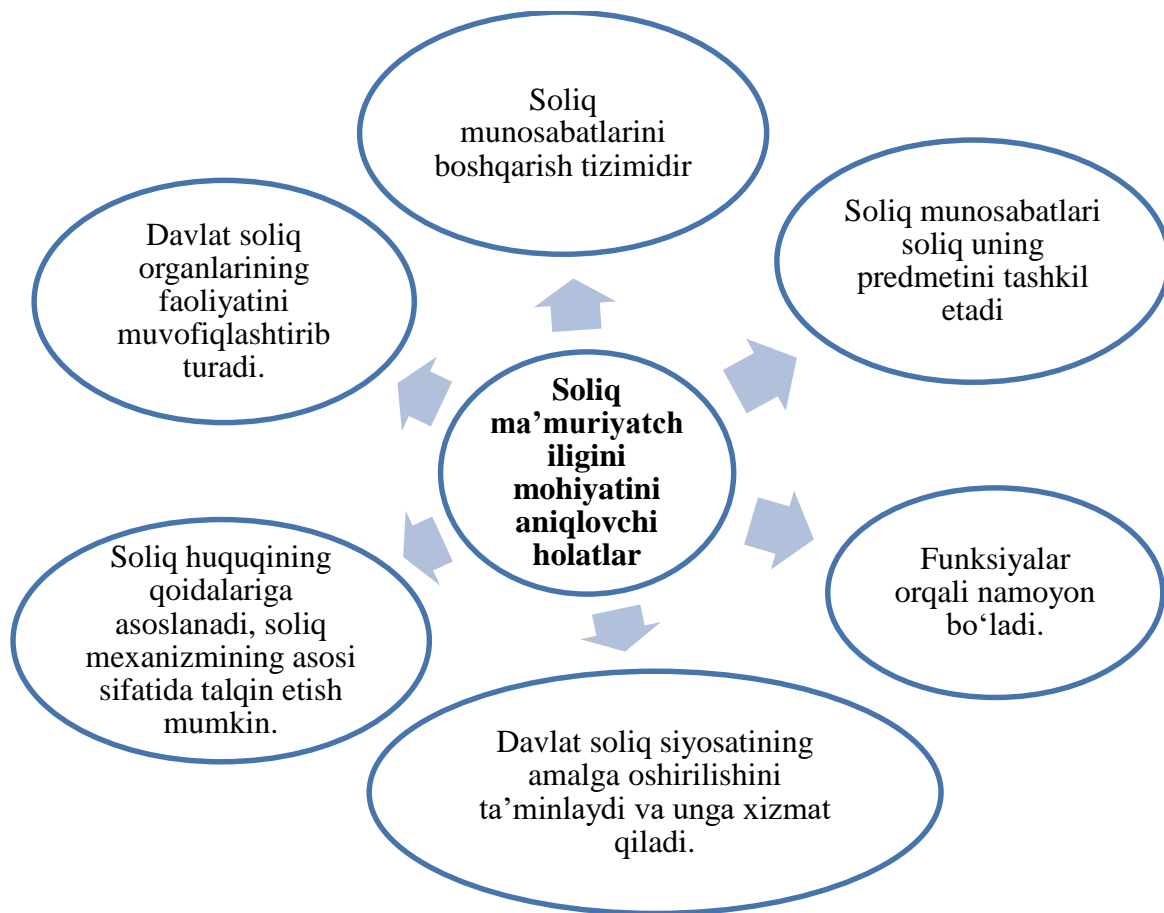 Soliq
munosabatlarini
boshqarish tizimidir
Soliq munosabatlari
soliq uning
predmetini tashkil
etadi
Funksiyalar
orqali namoyon
bo‘ladi.
Davlat soliq siyosatining
amalga oshirilishini
ta’minlaydi va unga xizmat
qiladi.
Soliq huquqining
qoidalariga
asoslanadi, soliq
mexanizmining asosi
sifatida talqin etish
mumkin.
Davlat soliq
organlarining
faoliyatini
muvofiqlashtirib
turadi.
Soliq
ma’muriyatch
iligini
mohiyatini
aniqlovchi
holatlar